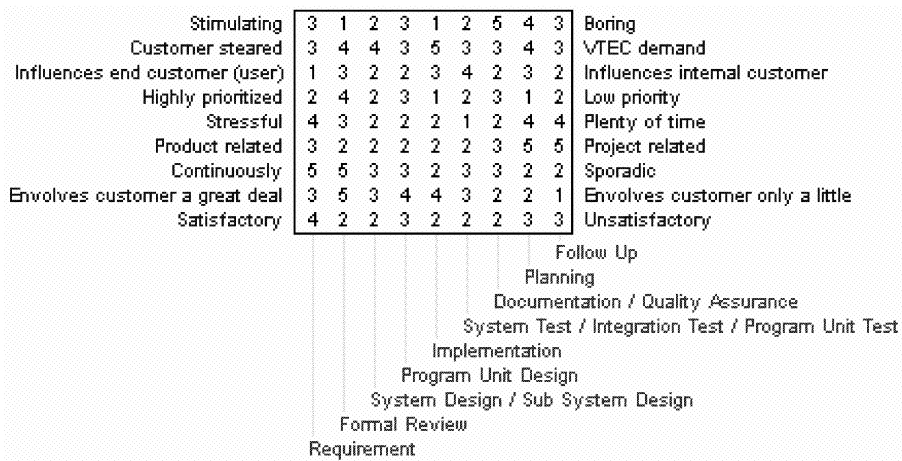 Stimulating 3 1 2 3 1 2 5 4 3 Boring
Customer steared 3 4 4 3 5 3 3 4 3 VTEC demand
Influences end customer (user) 1 3 2 2 3 4 2 3 2 Influences internal customer
Highly prioritized 2 4 2 3 1 2 3 1 2 Low priority
Stressful 4 3 2 2 2 1 2 4 4 Plenty of time
Product related 3 2 2 2 2 2 3 5 5 Project related
Continuously 5 5 3 3 2 3 3 2 2 Sporadic
Envolves customer a great deal 3 5 3 4 4 3 2 2 1 Envolves customer only a little
Satisfactory 4 2 2 3 2 2 2 3 3 Unsatisfactory
Follow Up
Planning
Documentation / Quality Assurance
System Test / Integration Test / Program Unit Test
Implementation
Program Unit Design
System Design / Sub System Design
Formal Review
Requirement